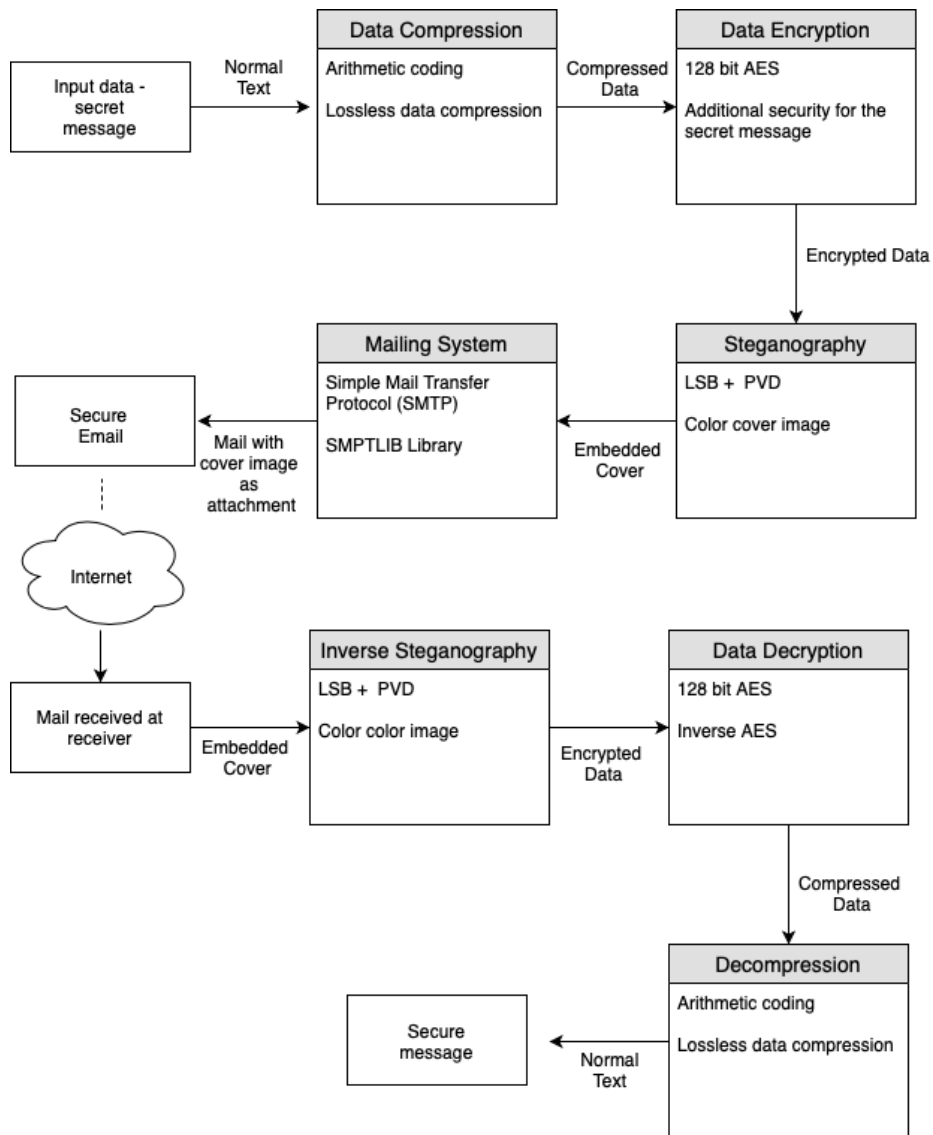 Input data -
secret
message
Normal
Text
Data Compression
Arithmetic coding
Lossless data compression
Compressed
Data
Data Encryption
128 bit AES
Additional security for the
secret message
Encrypted Data
Steganography
LSB + PVD
Color cover image
Embedded
Cover
Mailing System
Simple Mail Transfer
Protocol (SMTP)
SMPTLIB Library
Mail with
cover image
as
attachment
Secure
Email
Internet
Mail received at
receiver
Embedded
Cover
Inverse Steganography
LSB + PVD
Color color image
Encrypted
Data
Data Decryption
128 bit AES
Inverse AES
Compressed
Data
Decompression
Arithmetic coding
Lossless data compression
Normal
Text
Secure
message